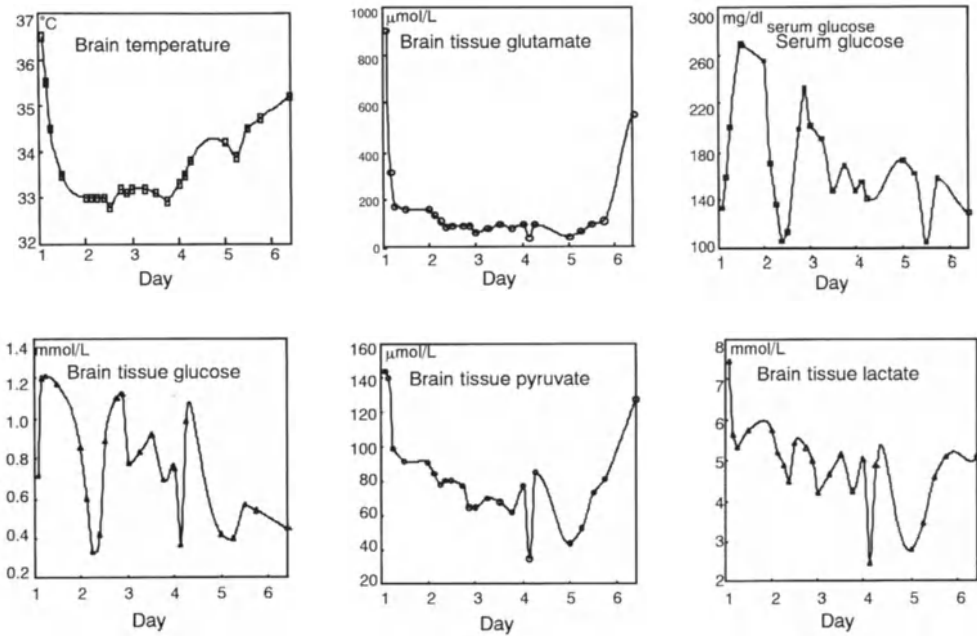 °C
Brain temperature
37
36
35
34
33
32
1 2 3 4 5 6
Day
μmol/L
Brain tissue glutamate
1000
800
600
400
200
0
1 2 3 4 5 6
Day
mg/dl
serum glucose
Serum glucose
260
220
180
140
100
1 2 3 4 5 6
Day
mmol/L
Brain tissue glucose
1.4
1.2
1.0
0.8
0.6
0.4
0.2
1 2 3 4 5 6
Day
μmol/L
Brain tissue pyruvate
160
140
120
100
80
60
40
20
1 2 3 4 5 6
Day
mmol/L
Brain tissue lactate
8
7
6
5
4
3
2
1 2 3 4 5 6
Day